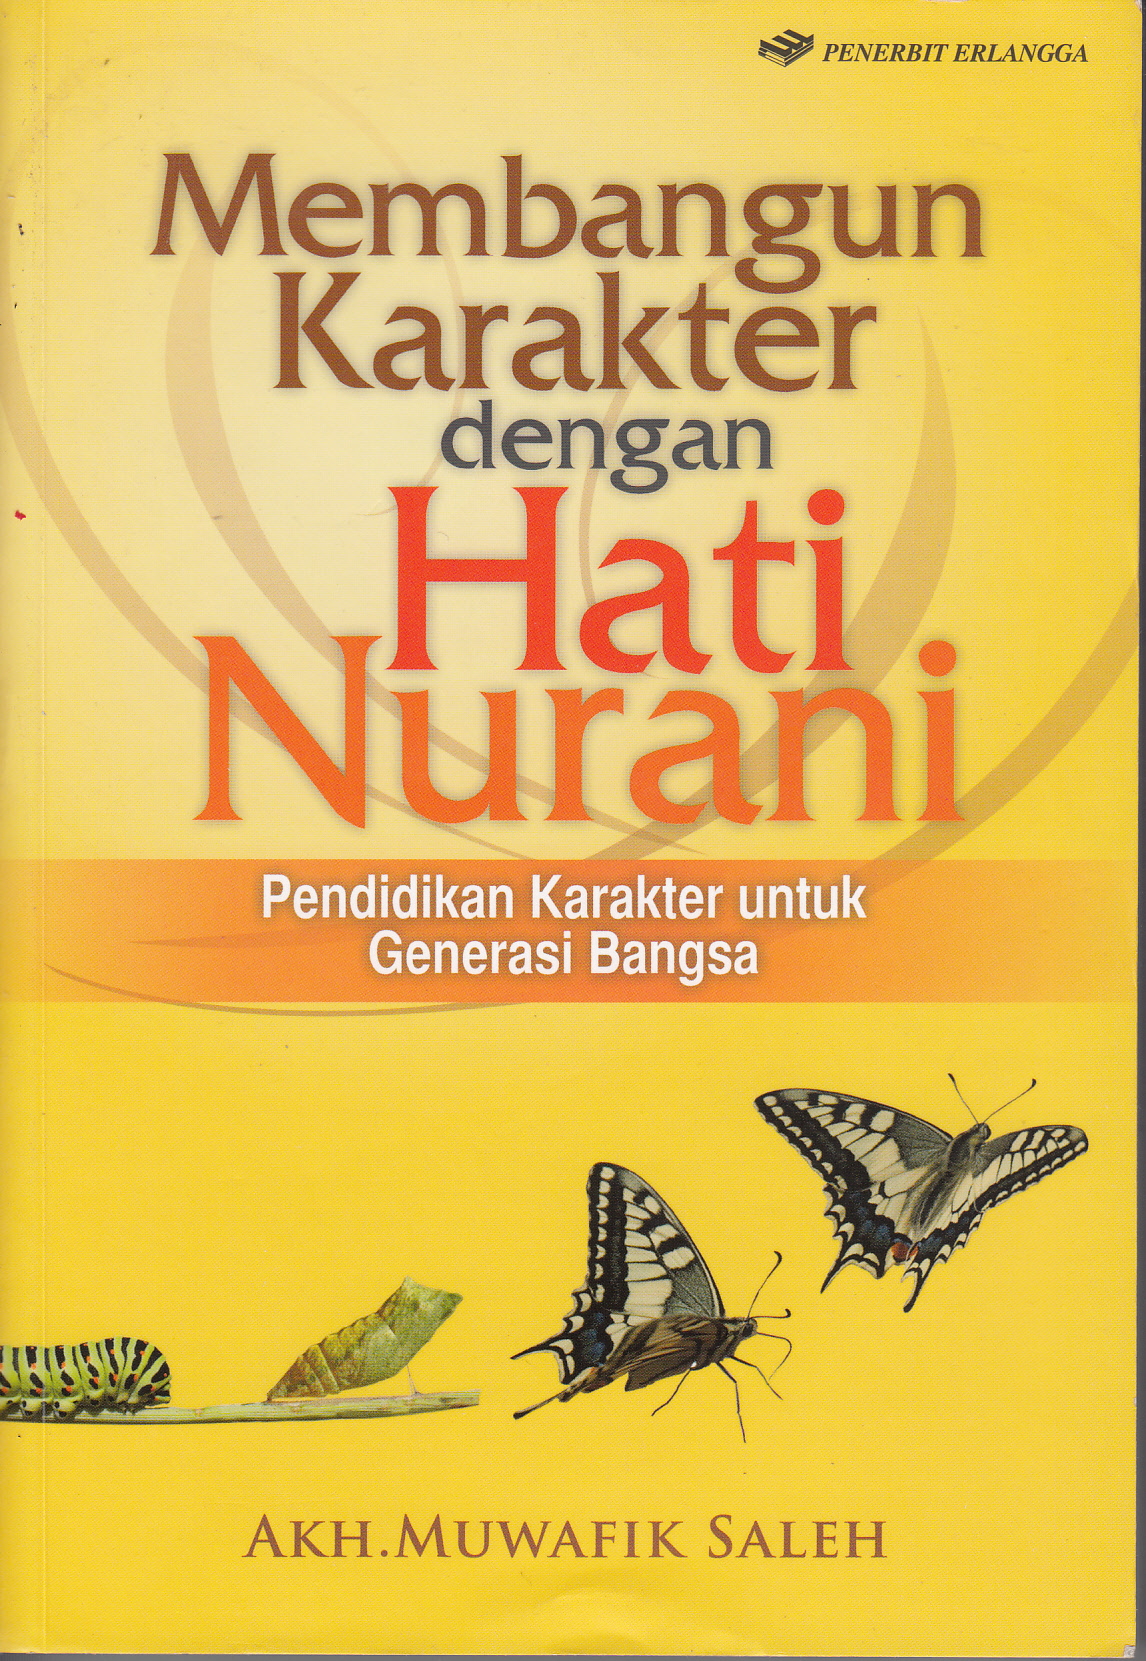 PENERBIT ERLANGGA
Membangun
Karakter
dengan
Hati
Nurani
Pendidikan Karakter untuk
Generasi Bangsa
AKH.MUWAFIK SALEH